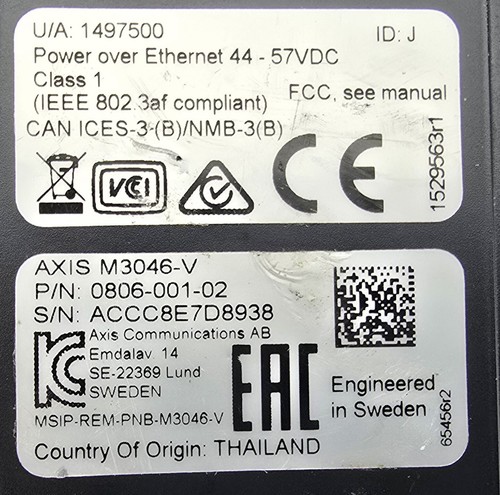 U/A: 1497500 ID: J
Power over Ethernet 44 - 57VDC
Class 1
(IEEE 802.3af compliant) FCC, see manual
CAN ICES-3 (B)/NMB-3(B)
VCI
CE
1529563r1
AXIS M3046-V
P/N: 0806-001-02
S/N: ACCC8E7D8938
Axis Communications AB
Emdalav. 14
SE-22369 Lund
SWEDEN
KC
EAC
MSIP-REM-PNB-M3046-V
Engineered
in Sweden
65456r2
Country Of Origin: THAILAND